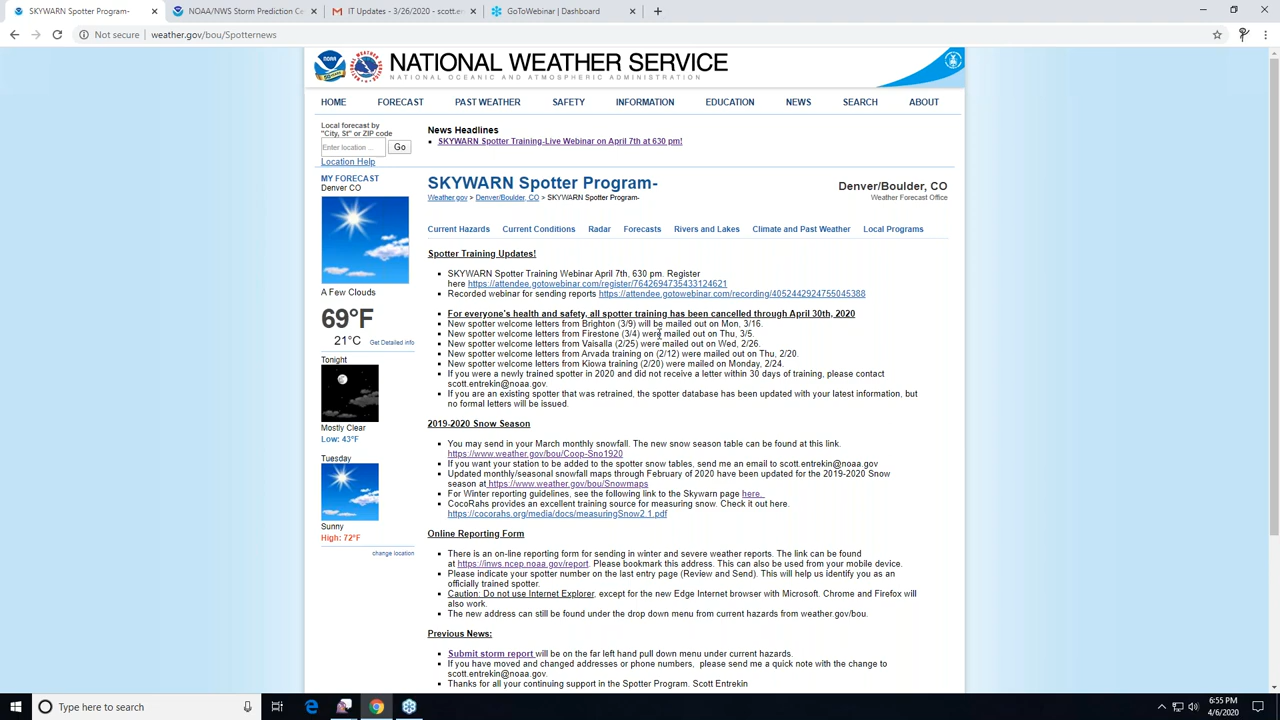 SKYWARN Spotter Program-
NOAA/NWS Storm Prediction Ce
IT Updates - 3/26/2020 - zachar
GoToWebinar Dashboard
Not secure | weather.gov/bou/Spotternews
NATIONAL WEATHER SERVICE
NATIONAL OCEANIC AND ATMOSPHERIC ADMINISTRATION
HOME FORECAST PAST WEATHER SAFETY INFORMATION EDUCATION NEWS SEARCH ABOUT
Local forecast by
"City, St" or ZIP code
Enter location ...
Go
Location Help
News Headlines
SKYWARN Spotter Training-Live Webinar on April 7th at 630 pm!
MY FORECAST
Denver CO
A Few Clouds
69°F
21°C
Get Detailed info
Tonight
Mostly Clear
Low: 43°F
Tuesday
Sunny
High: 72°F
change location
SKYWARN Spotter Program-
Weather.gov > Denver/Boulder, CO > SKYWARN Spotter Program-
Denver/Boulder, CO
Weather Forecast Office
Current Hazards Current Conditions Radar Forecasts Rivers and Lakes Climate and Past Weather Local Programs
Spotter Training Updates!
SKYWARN Spotter Training Webinar April 7th, 630 pm. Register
here https://attendee.gotowebinar.com/register/7642694735433124621
Recorded webinar for sending reports https://attendee.gotowebinar.com/recording/4052442924755045388
For everyone's health and safety, all spotter training has been cancelled through April 30th, 2020
New spotter welcome letters from Brighton (3/9) will be mailed out on Mon, 3/16.
New spotter welcome letters from Firestone (3/4) were mailed out on Thu, 3/5.
New spotter welcome letters from Vaisalla (2/25) were mailed out on Wed, 2/26.
New spotter welcome letters from Arvada training on (2/12) were mailed out on Thu, 2/20.
New spotter welcome letters from Kiowa training (2/20) were mailed on Monday, 2/24.
If you were a newly trained spotter in 2020 and did not receive a letter within 30 days of training, please contact
scott.entrekin@noaa.gov.
If you are an existing spotter that was retrained, the spotter database has been updated with your latest information, but
no formal letters will be issued.
2019-2020 Snow Season
You may send in your March monthly snowfall. The new snow season table can be found at this link.
https://www.weather.gov/bou/Coop-Sno1920
If you want your station to be added to the spotter snow tables, send me an email to scott.entrekin@noaa.gov
Updated monthly/seasonal snowfall maps through February of 2020 have been updated for the 2019-2020 Snow
season at https://www.weather.gov/bou/Snowmaps
For Winter reporting guidelines, see the following link to the Skywarn page here.
CocoRahs provides an excellent training source for measuring snow. Check it out here.
https://cocorahs.org/media/docs/measuringSnow2.1.pdf
Online Reporting Form
There is an on-line reporting form for sending in winter and severe weather reports. The link can be found
at https://inws.ncep.noaa.gov/report. Please bookmark this address. This can also be used from your mobile device.
Please indicate your spotter number on the last entry page (Review and Send). This will help us identify you as an
officially trained spotter.
Caution: Do not use Internet Explorer, except for the new Edge Internet browser with Microsoft. Chrome and Firefox will
also work.
The new address can still be found under the drop down menu from current hazards from weather.gov/bou.
Previous News:
Submit storm report will be on the far left hand pull down menu under current hazards.
If you have moved and changed addresses or phone numbers, please send me a quick note with the change to
scott.entrekin@noaa.gov.
Thanks for all your continuing support in the Spotter Program. Scott Entrekin
Type here to search
6:55 PM
4/6/2020